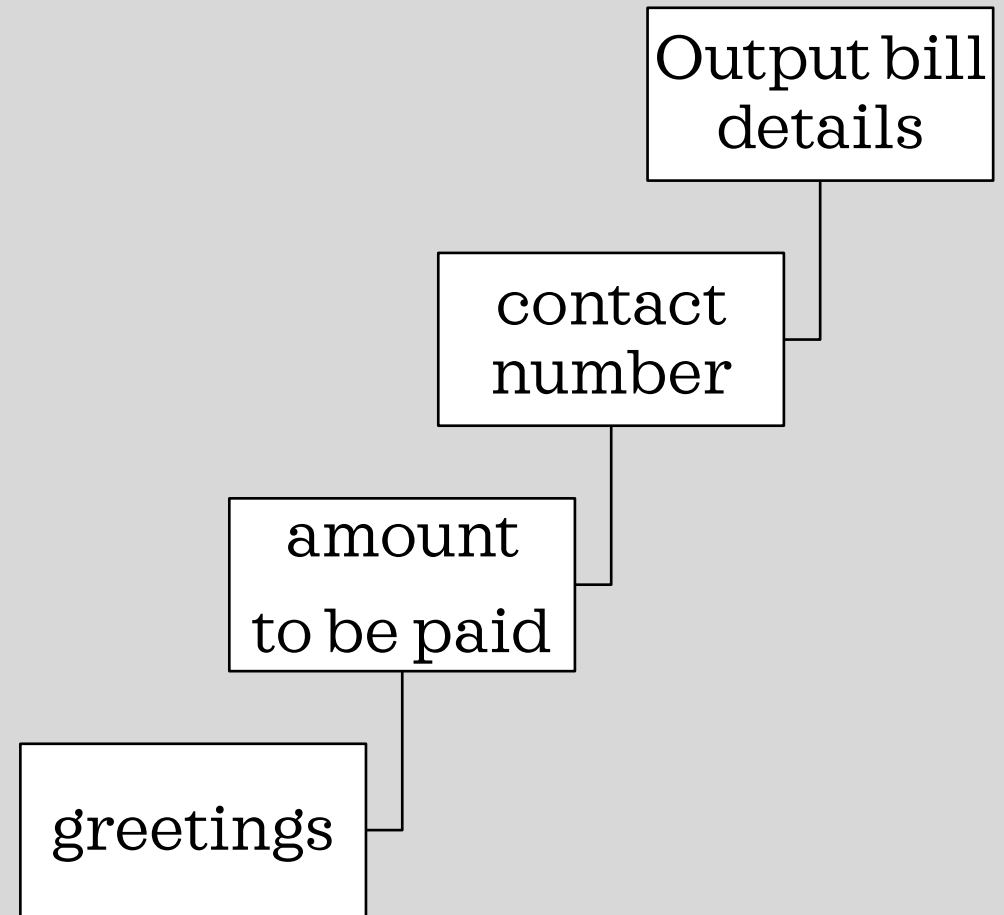 Output bill
details
contact
number
amount
to be paid
greetings